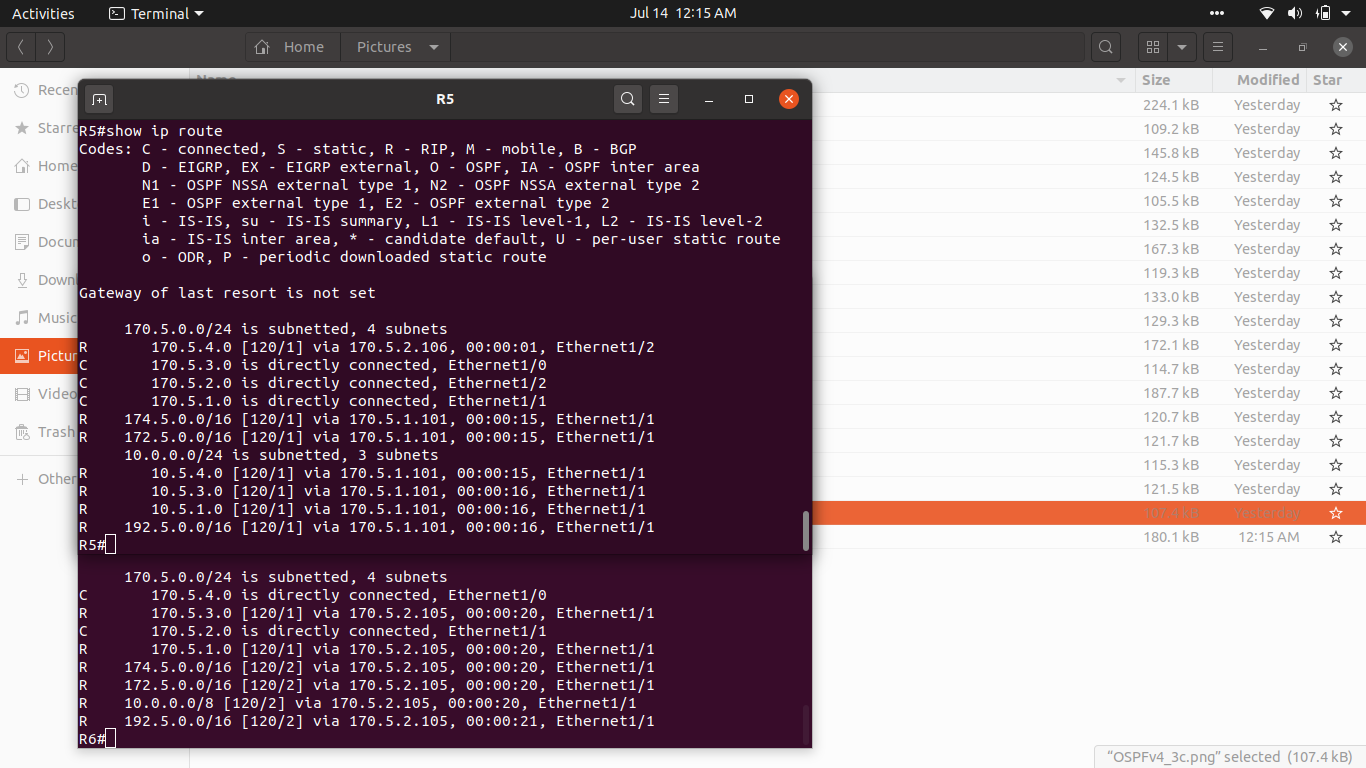 Activities Terminal Jul 14 12:15 AM
Home Pictures
Name Size Modified Star
Recen
Starre
Home
Deskt
Docum
Downl
Music
Pictur
Video
Trash
Other
R5
R5#show ip route
Codes: C - connected, S - static, R - RIP, M - mobile, B - BGP
D - EIGRP, EX - EIGRP external, O - OSPF, IA - OSPF inter area
N1 - OSPF NSSA external type 1, N2 - OSPF NSSA external type 2
E1 - OSPF external type 1, E2 - OSPF external type 2
i - IS-IS, su - IS-IS summary, L1 - IS-IS level-1, L2 - IS-IS level-2
ia - IS-IS inter area, * - candidate default, U - per-user static route
o - ODR, P - periodic downloaded static route
Gateway of last resort is not set
170.5.0.0/24 is subnetted, 4 subnets
R 170.5.4.0 [120/1] via 170.5.2.106, 00:00:01, Ethernet1/2
C 170.5.3.0 is directly connected, Ethernet1/0
C 170.5.2.0 is directly connected, Ethernet1/2
C 170.5.1.0 is directly connected, Ethernet1/1
R 174.5.0.0/16 [120/1] via 170.5.1.101, 00:00:15, Ethernet1/1
R 172.5.0.0/16 [120/1] via 170.5.1.101, 00:00:15, Ethernet1/1
10.0.0.0/24 is subnetted, 3 subnets
R 10.5.4.0 [120/1] via 170.5.1.101, 00:00:15, Ethernet1/1
R 10.5.3.0 [120/1] via 170.5.1.101, 00:00:16, Ethernet1/1
R 10.5.1.0 [120/1] via 170.5.1.101, 00:00:16, Ethernet1/1
R 192.5.0.0/16 [120/1] via 170.5.1.101, 00:00:16, Ethernet1/1
R5#
170.5.0.0/24 is subnetted, 4 subnets
C 170.5.4.0 is directly connected, Ethernet1/0
R 170.5.3.0 [120/1] via 170.5.2.105, 00:00:20, Ethernet1/1
C 170.5.2.0 is directly connected, Ethernet1/1
R 170.5.1.0 [120/1] via 170.5.2.105, 00:00:20, Ethernet1/1
R 174.5.0.0/16 [120/2] via 170.5.2.105, 00:00:20, Ethernet1/1
R 172.5.0.0/16 [120/2] via 170.5.2.105, 00:00:20, Ethernet1/1
R 10.0.0.0/8 [120/2] via 170.5.2.105, 00:00:20, Ethernet1/1
R 192.5.0.0/16 [120/2] via 170.5.2.105, 00:00:21, Ethernet1/1
R6#
224.1 kB Yesterday
109.2 kB Yesterday
145.8 kB Yesterday
124.5 kB Yesterday
105.5 kB Yesterday
132.5 kB Yesterday
167.3 kB Yesterday
119.3 kB Yesterday
133.0 kB Yesterday
129.3 kB Yesterday
172.1 kB Yesterday
114.7 kB Yesterday
187.7 kB Yesterday
120.7 kB Yesterday
121.7 kB Yesterday
115.3 kB Yesterday
121.5 kB Yesterday
107.4 kB Yesterday
180.1 kB 12:15 AM
“OSPFv4_3c.png” selected (107.4 kB)